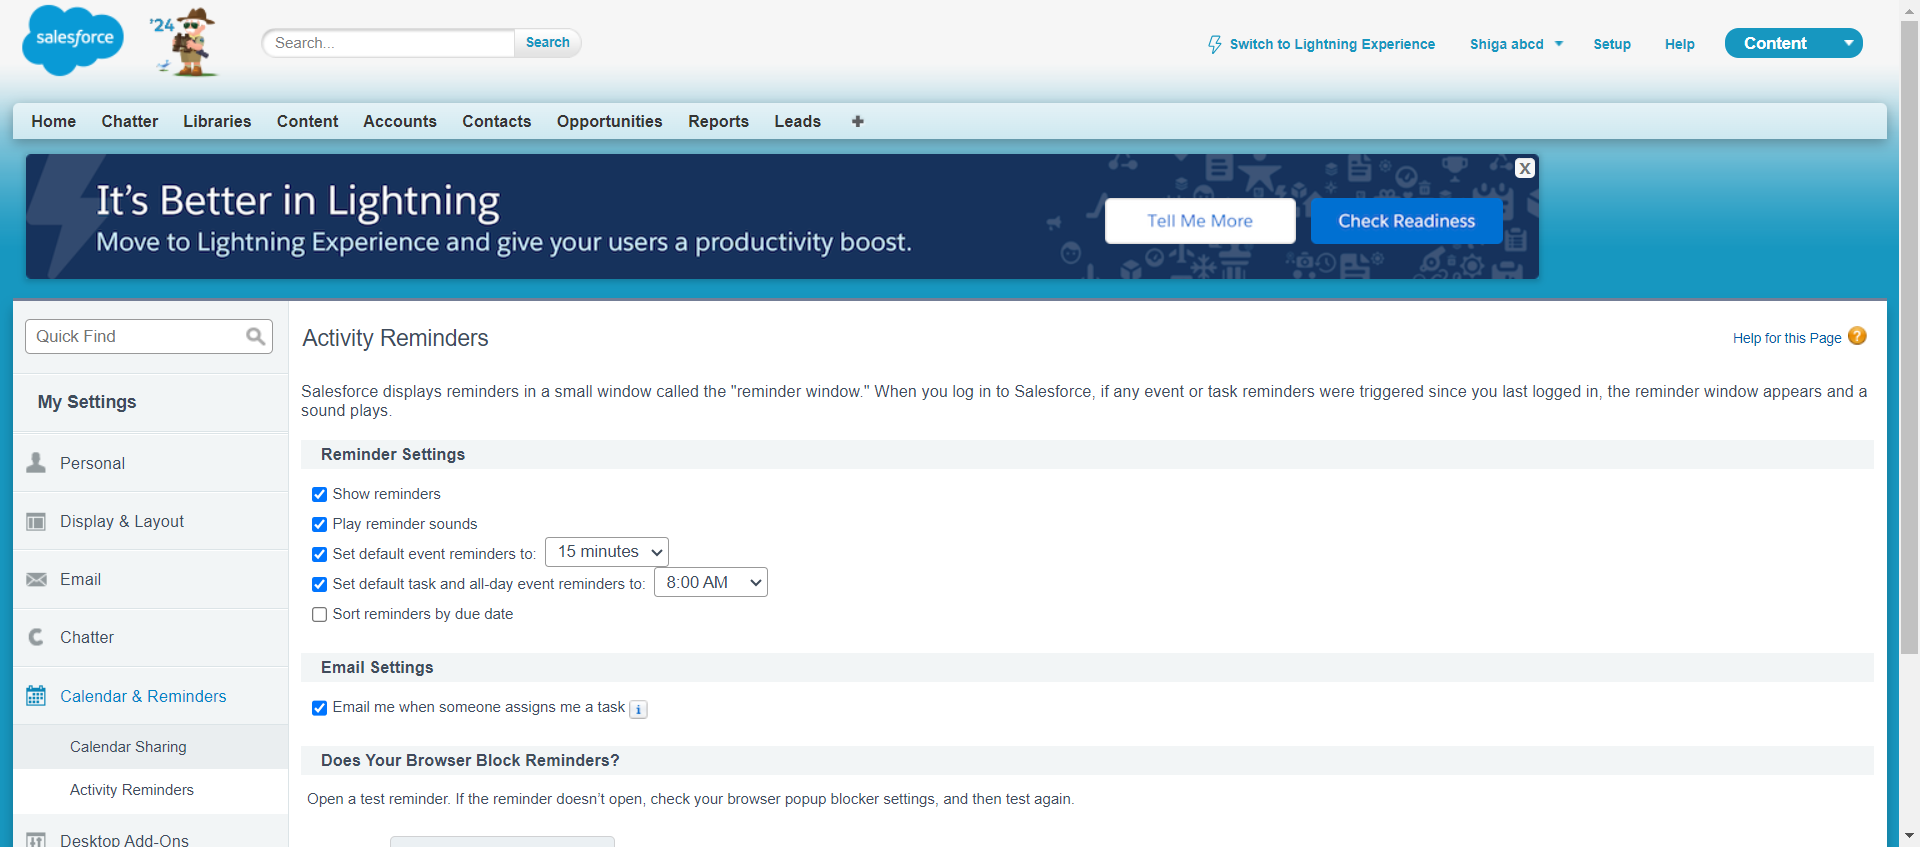 salesforce
'24
Search...
Search
Switch to Lightning Experience
Shiga abcd
Setup
Help
Content
Home
Chatter
Libraries
Content
Accounts
Contacts
Opportunities
Reports
Leads
It's Better in Lightning
Move to Lightning Experience and give your users a productivity boost.
Tell Me More
Check Readiness
X
Quick Find
My Settings
Personal
Display & Layout
Email
Chatter
Calendar & Reminders
Calendar Sharing
Activity Reminders
Desktop Add-Ons
Activity Reminders
Help for this Page
Salesforce displays reminders in a small window called the "reminder window." When you log in to Salesforce, if any event or task reminders were triggered since you last logged in, the reminder window appears and a
sound plays.
Reminder Settings
Show reminders
Play reminder sounds
Set default event reminders to: 15 minutes
Set default task and all-day event reminders to: 8:00 AM
Sort reminders by due date
Email Settings
Email me when someone assigns me a task
Does Your Browser Block Reminders?
Open a test reminder. If the reminder doesn’t open, check your browser popup blocker settings, and then test again.